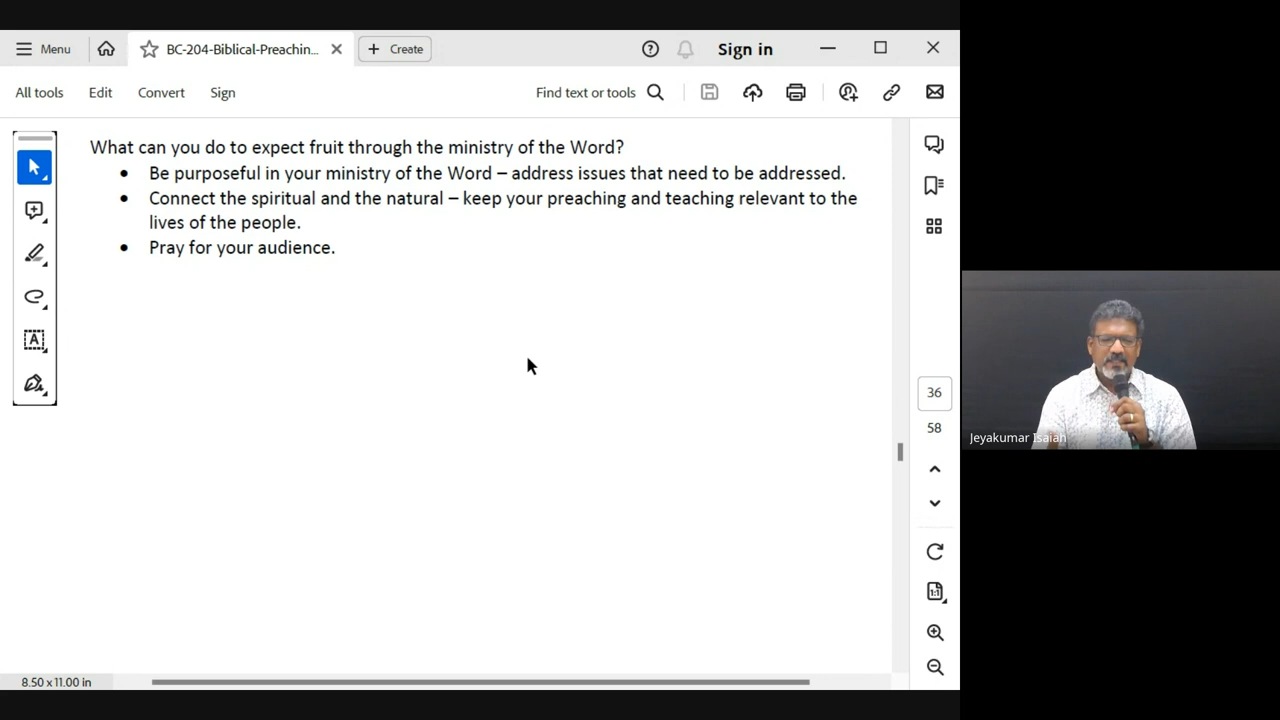 Menu
BC-204-Biblical-Preachin...
Create
Sign in
All tools
Edit
Convert
Sign
Find text or tools
What can you do to expect fruit through the ministry of the Word?
• Be purposeful in your ministry of the Word – address issues that need to be addressed.
• Connect the spiritual and the natural – keep your preaching and teaching relevant to the
lives of the people.
• Pray for your audience.
36
58
1:1
Jeyakumar Isaiah
8.50 x 11.00 in